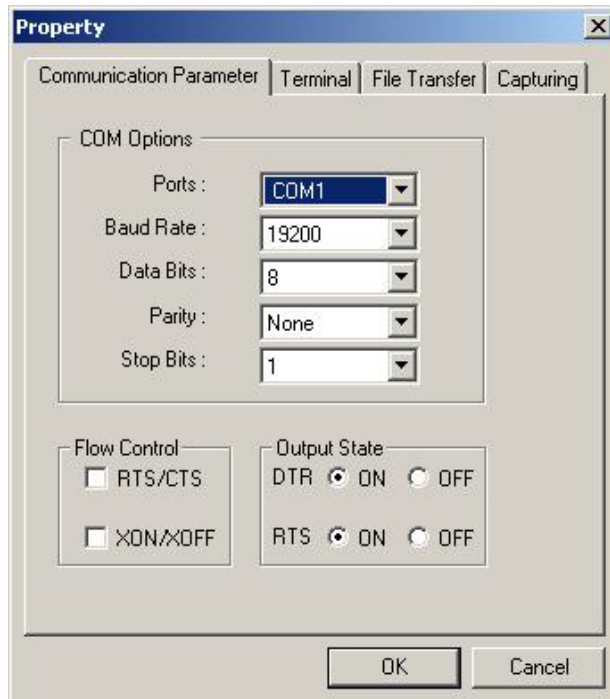 Property
Communication Parameter Terminal File Transfer Capturing
COM Options
Ports : COM1
Baud Rate : 19200
Data Bits : 8
Parity : None
Stop Bits : 1
Flow Control
RTS/CTS
XON/XOFF
Output State
DTR ON OFF
RTS ON OFF
OK Cancel